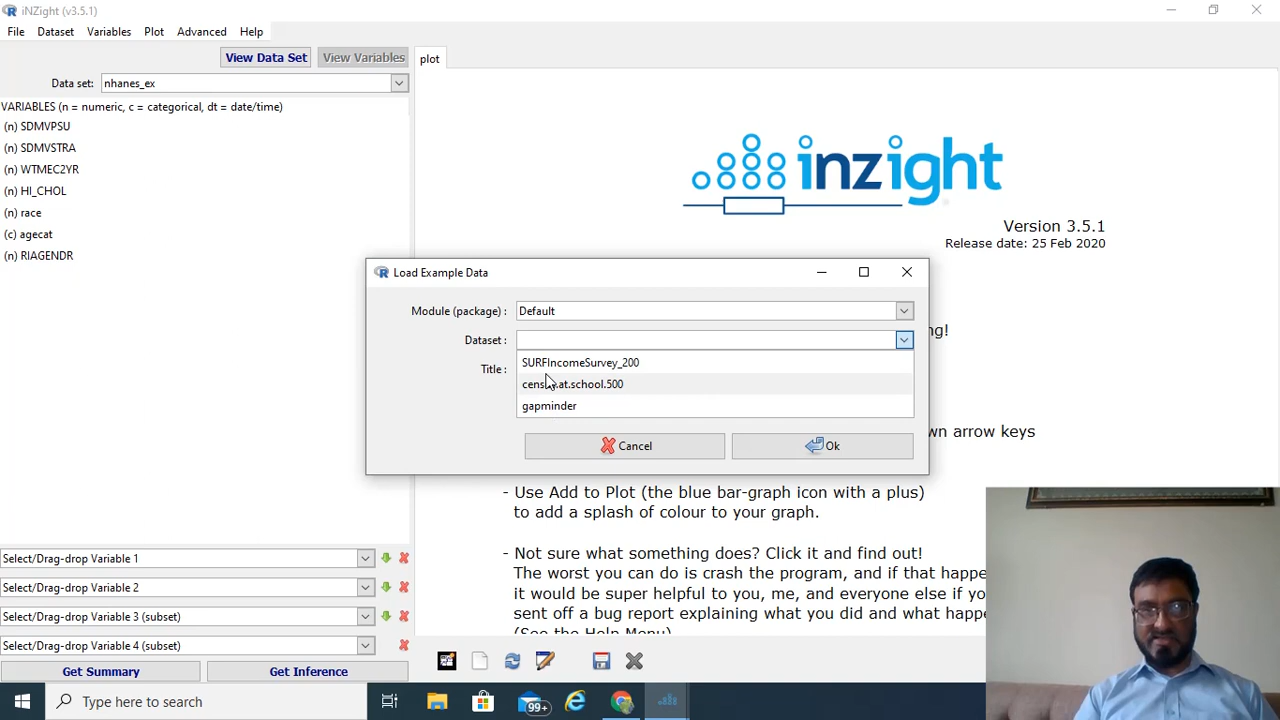 iNZight (v3.5.1)
File Dataset Variables Plot Advanced Help
View Data Set View Variables plot
Data set: nhanes_ex
VARIABLES (n = numeric, c = categorical, dt = date/time)
(n) SDMVPSU
(n) SDMVSTRA
(n) WTMEC2YR
(n) HI_CHOL
(n) race
(c) agecat
(n) RIAGENDR
inzight
Version 3.5.1
Release date: 25 Feb 2020
Load Example Data
Module (package) : Default
Dataset :
Title :
SURFIncomeSurvey_200
census.at.school.500
gapminder
Cancel Ok
wn arrow keys
- Use Add to Plot (the blue bar-graph icon with a plus)
to add a splash of colour to your graph.
- Not sure what something does? Click it and find out!
The worst you can do is crash the program, and if that happe
it would be super helpful to you, me, and everyone else if yo
sent off a bug report explaining what you did and what happe
(See the Help Menu)
Select/Drag-drop Variable 1
Select/Drag-drop Variable 2
Select/Drag-drop Variable 3 (subset)
Select/Drag-drop Variable 4 (subset)
Get Summary Get Inference
Type here to search
99+